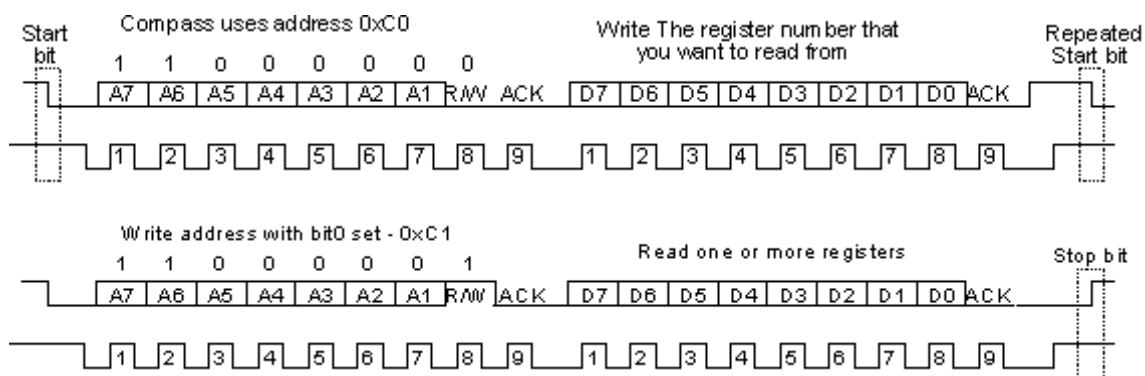 Start bit
Compass uses address 0xC0
Write The register number that you want to read from
Repeated Start bit
1 1 0 0 0 0 0 0
A7 A6 A5 A4 A3 A2 A1 R/W ACK D7 D6 D5 D4 D3 D2 D1 D0 ACK
1 2 3 4 5 6 7 8 9 1 2 3 4 5 6 7 8 9
Write address with bit0 set - 0xC1
Read one or more registers
Stop bit
1 1 0 0 0 0 0 1
A7 A6 A5 A4 A3 A2 A1 R/W ACK D7 D6 D5 D4 D3 D2 D1 D0 ACK
1 2 3 4 5 6 7 8 9 1 2 3 4 5 6 7 8 9